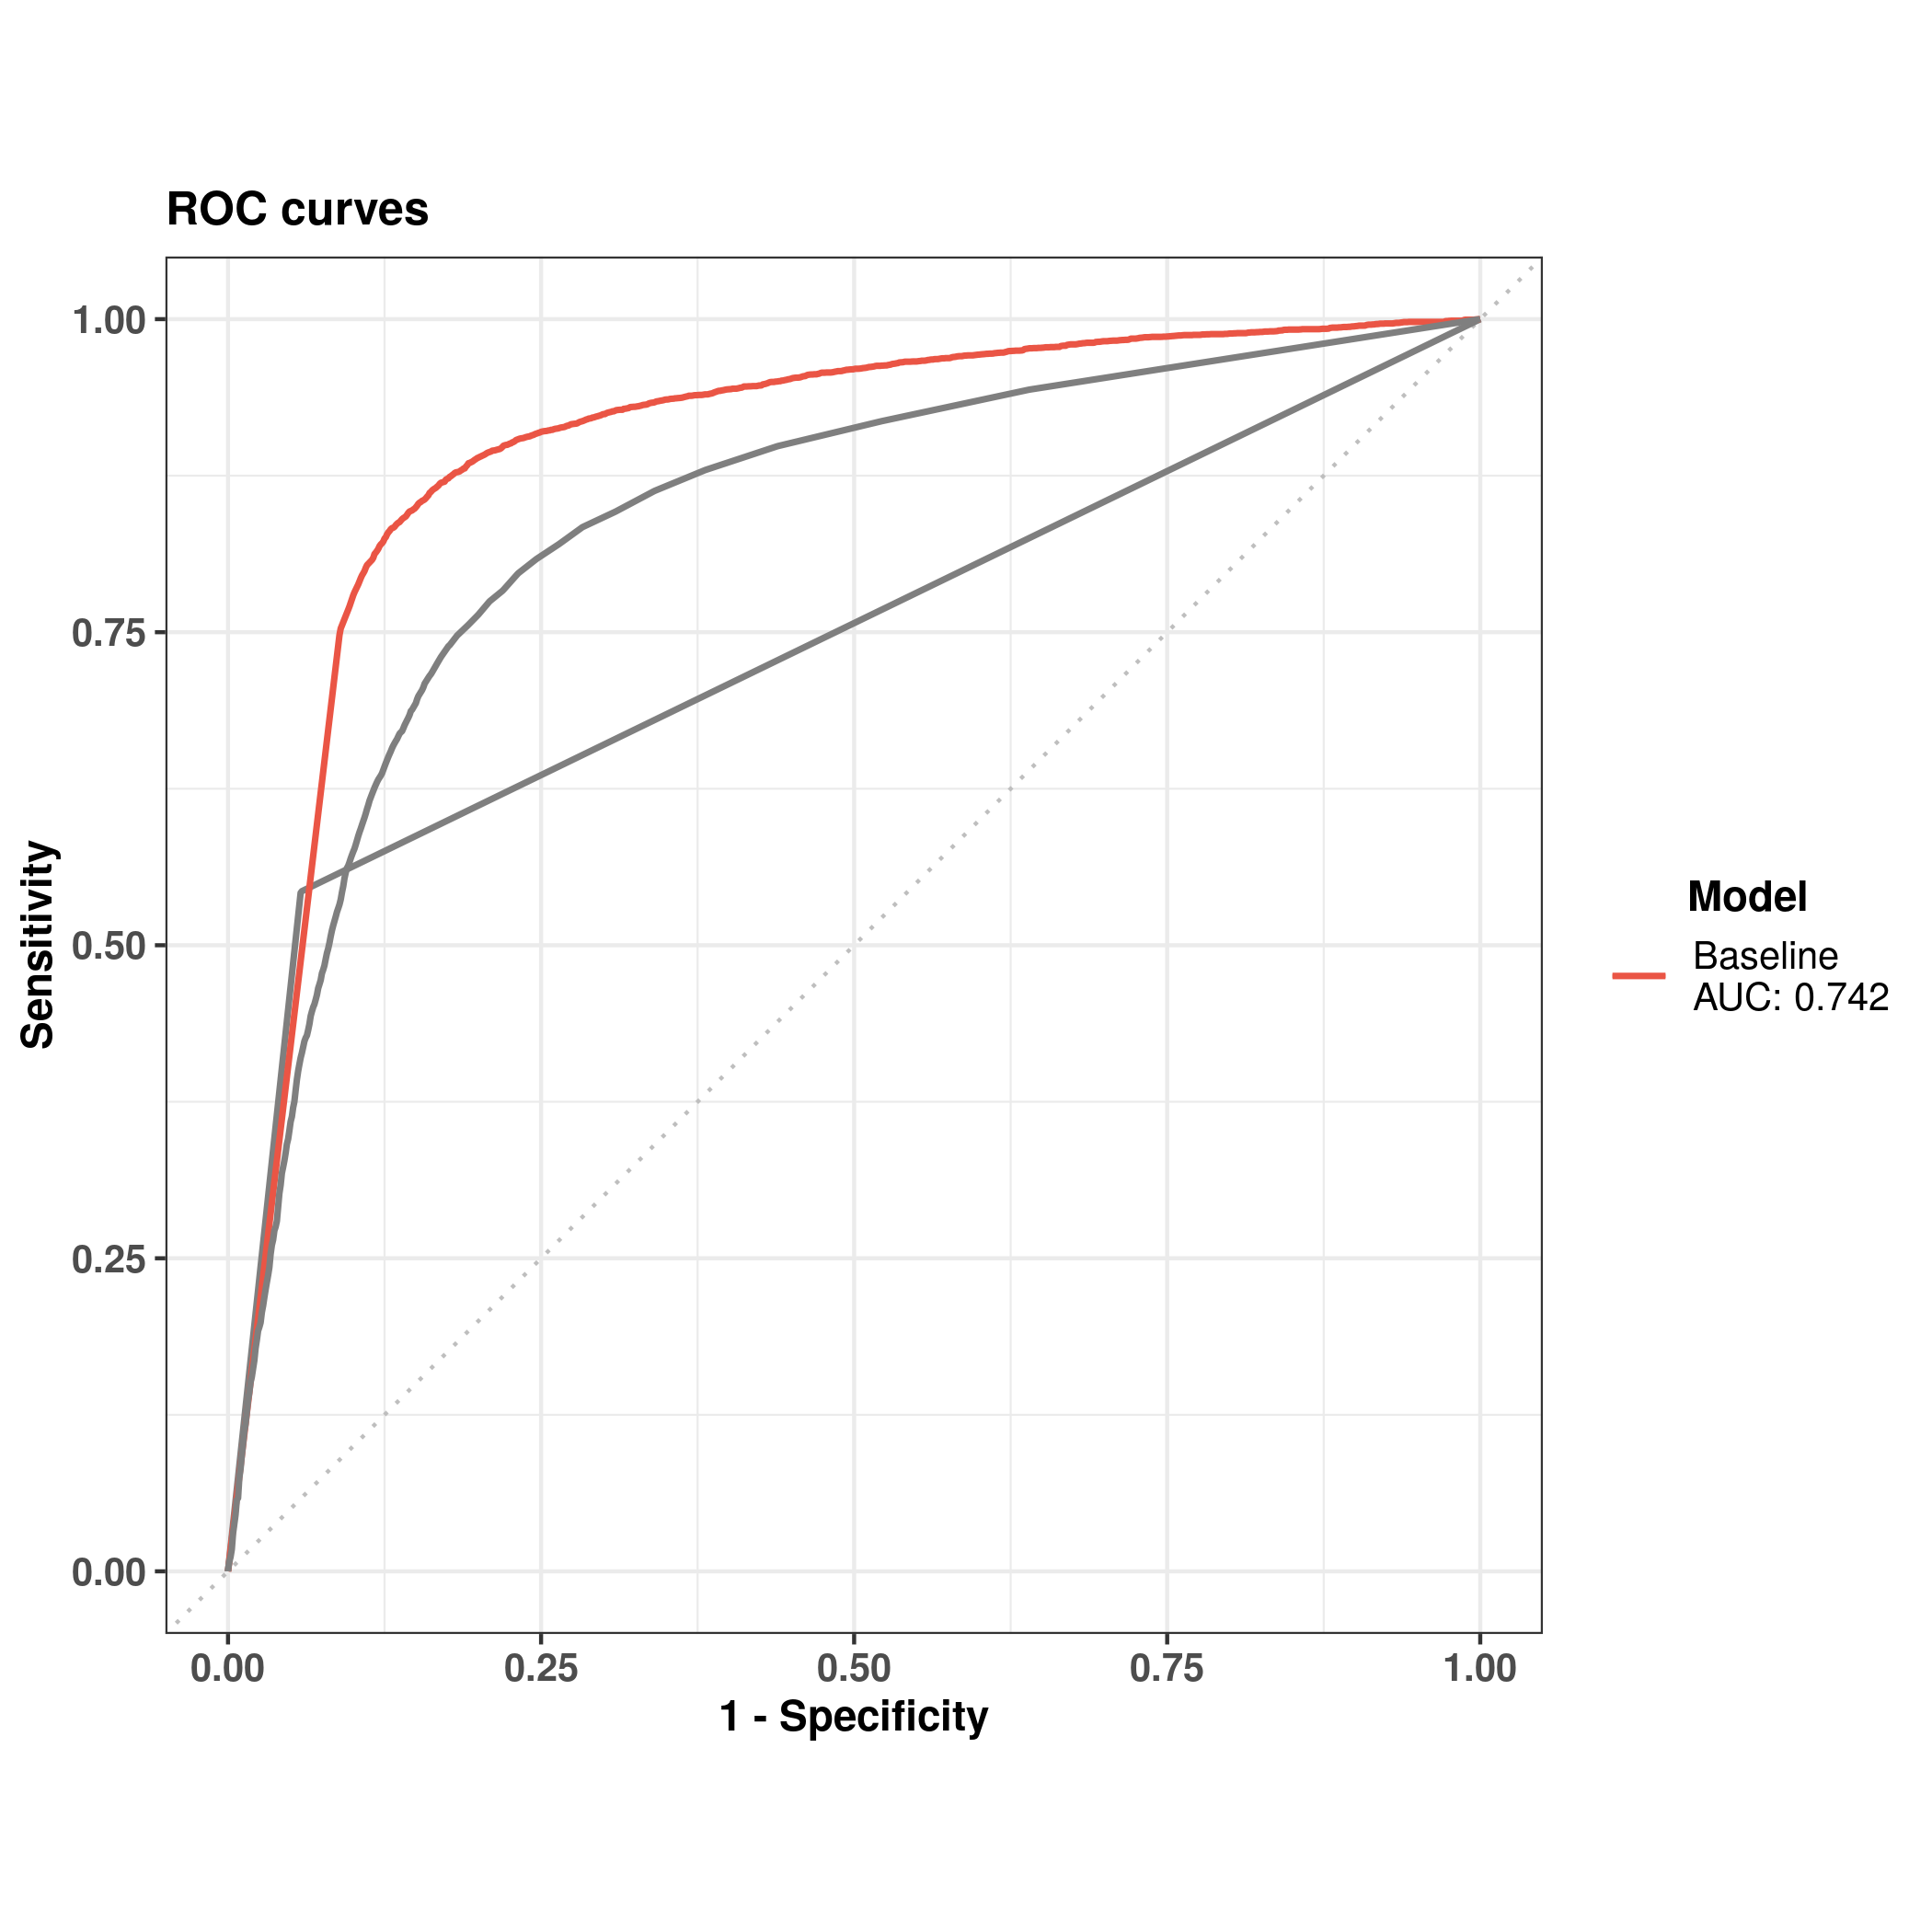 ROC curves
1.00
0.75
0.50
0.25
0.00
Sensitivity
0.00 0.25 0.50 0.75 1.00
1 - Specificity
Model
Baseline
AUC: 0.742